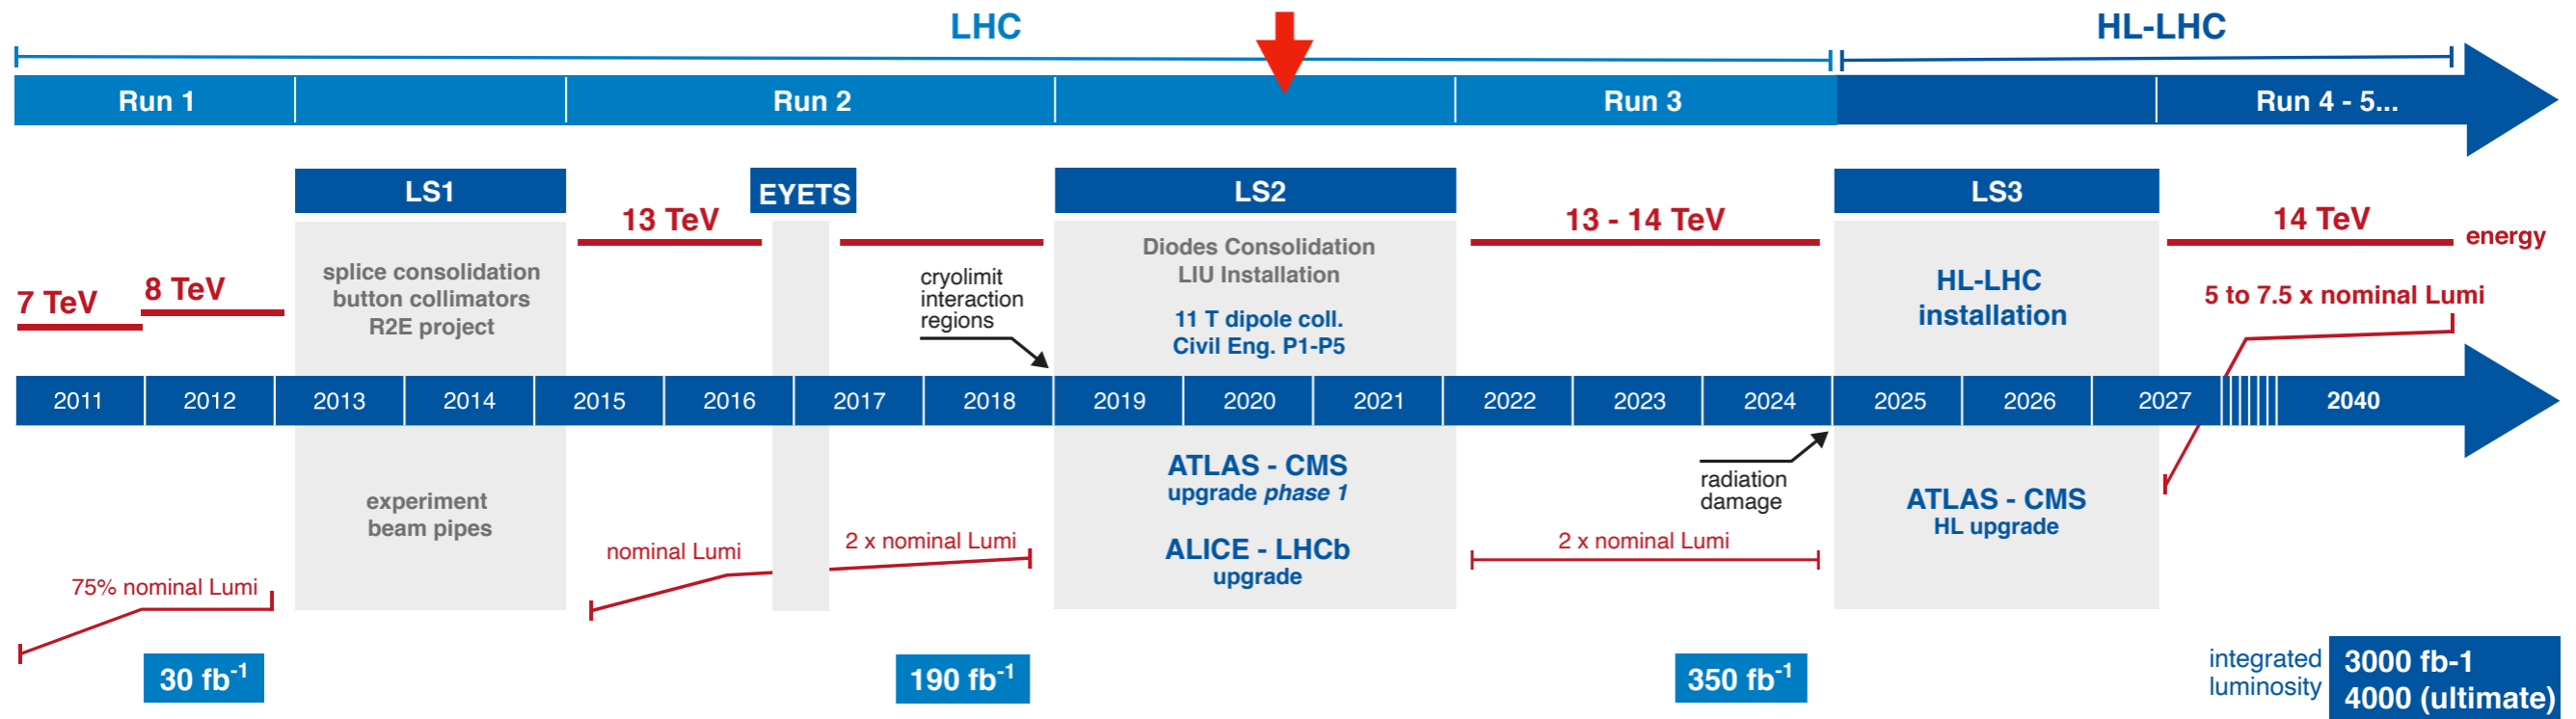 LHC
HL-LHC
Run 1
Run 2
Run 3
Run 4 - 5...
LS1
EYETS
LS2
LS3
13 TeV
13 - 14 TeV
14 TeV
energy
7 TeV
8 TeV
splice consolidation
button collimators
R2E project
cryolimit
interaction
regions
Diodes Consolidation
LIU Installation
11 T dipole coll.
Civil Eng. P1-P5
HL-LHC
installation
5 to 7.5 x nominal Lumi
2011
2012
2013
2014
2015
2016
2017
2018
2019
2020
2021
2022
2023
2024
2025
2026
2027
2040
experiment
beam pipes
ATLAS - CMS
upgrade phase 1
ALICE - LHCb
upgrade
radiation
damage
ATLAS - CMS
HL upgrade
75% nominal Lumi
nominal Lumi
2 x nominal Lumi
2 x nominal Lumi
30 fb-1
190 fb-1
350 fb-1
integrated
luminosity
3000 fb-1
4000 (ultimate)